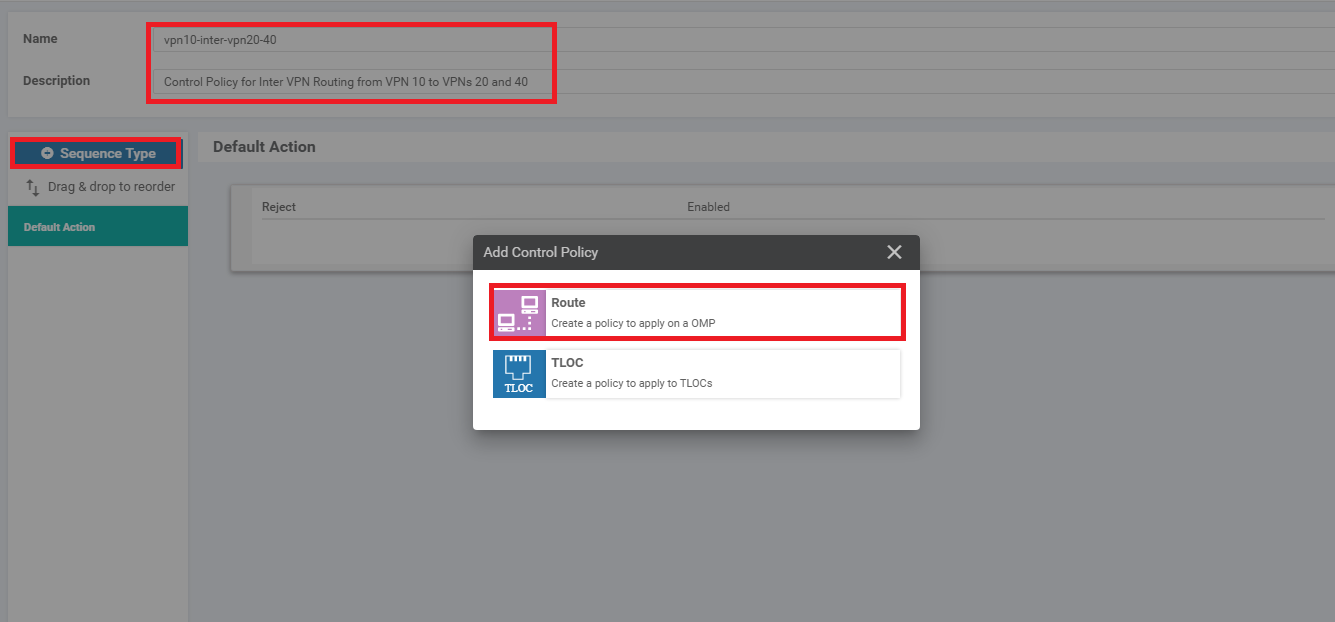 Name
vpn10-inter-vpn20-40
Description
Control Policy for Inter VPN Routing from VPN 10 to VPNs 20 and 40
Sequence Type
Drag & drop to reorder
Default Action
Default Action
Reject
Enabled
Add Control Policy
Route
Create a policy to apply on a OMP
TLOC
TLOC
Create a policy to apply to TLOCs